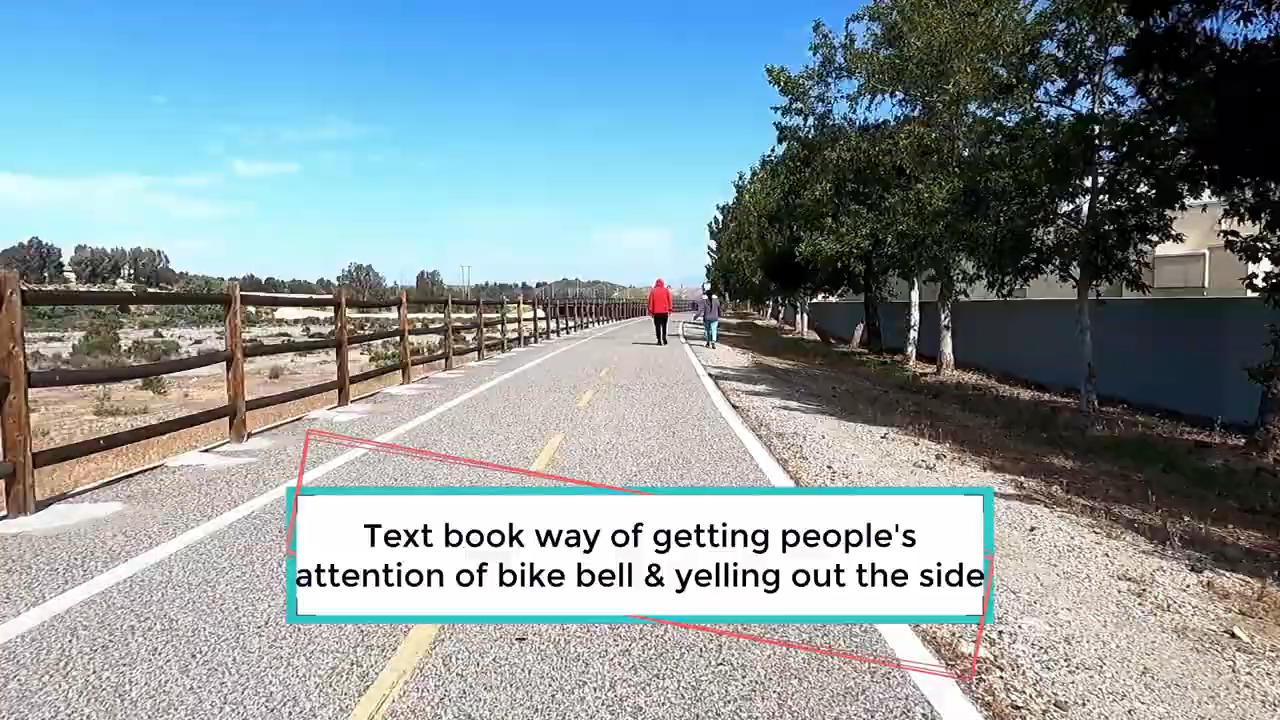 Text book way of getting people's
attention of bike bell & yelling out the side